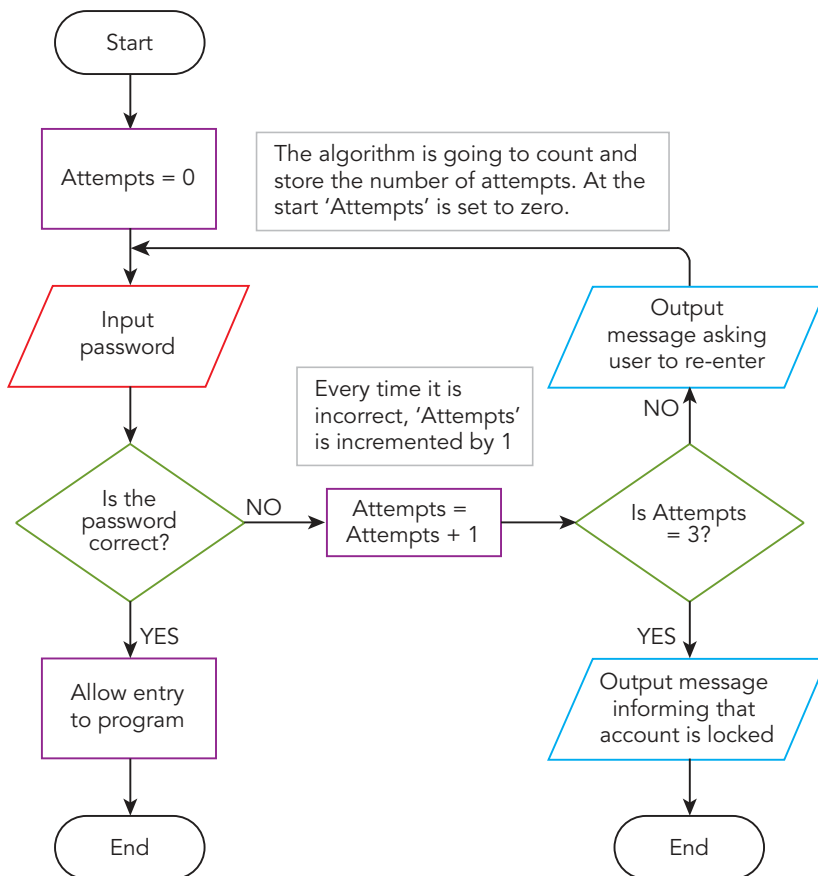 Start
Attempts = 0
The algorithm is going to count and
store the number of attempts. At the
start ‘Attempts’ is set to zero.
Input
password
Output
message asking
user to re-enter
Every time it is
incorrect, ‘Attempts’
is incremented by 1
NO
Is the
password
correct?
NO
Attempts =
Attempts + 1
Is Attempts
= 3?
YES
YES
Allow entry
to program
Output message
informing that
account is locked
End
End